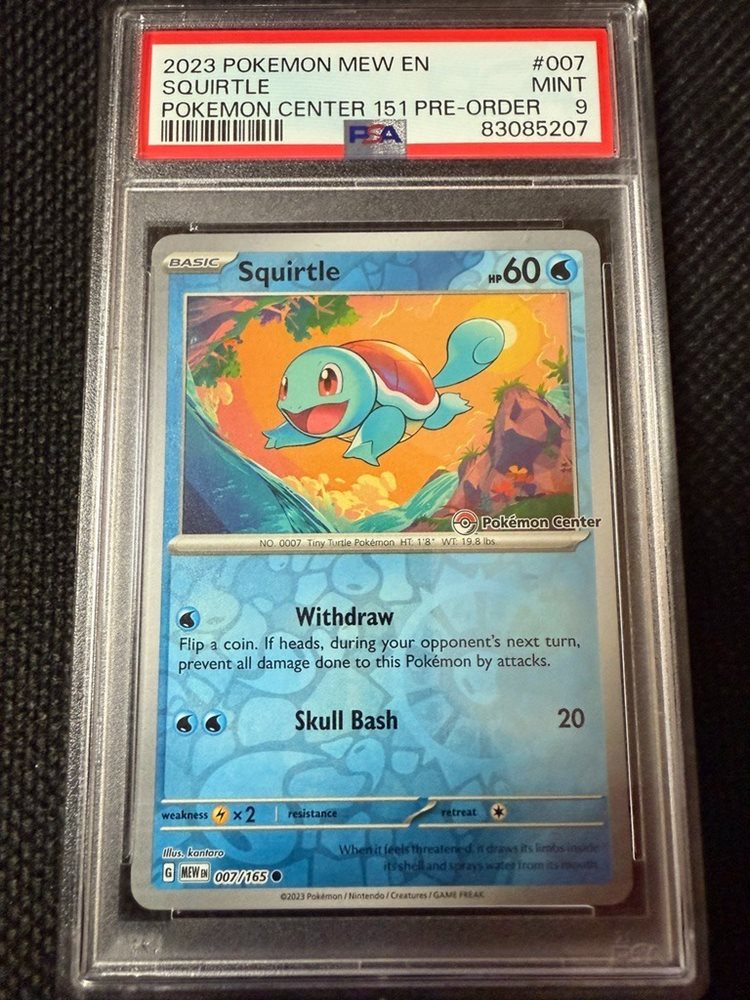 2023 POKEMON MEW EN #007
SQUIRTLE MINT
POKEMON CENTER 151 PRE-ORDER 9
83085207
PSA
BASIC Squirtle HP 60
Pokémon Center
NO. 0007 Tiny Turtle Pokémon HT: 1'8" WT: 19.8 lbs
Withdraw
Flip a coin. If heads, during your opponent's next turn,
prevent all damage done to this Pokémon by attacks.
Skull Bash 20
weakness ×2 resistance retreat
Illus. kantaro
When it feels threatened, it draws its limbs inside
its shell and sprays water from its mouth.
G MEW EN 007/165
©2023 Pokémon / Nintendo / Creatures / GAME FREAK